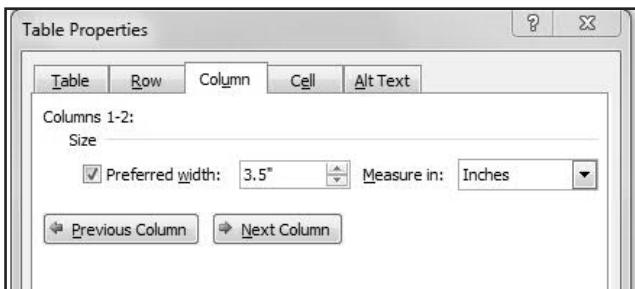 Table Properties
Table Row Column Cell Alt Text
Columns 1-2:
Size
Preferred width: 3.5" Measure in: Inches
Previous Column Next Column